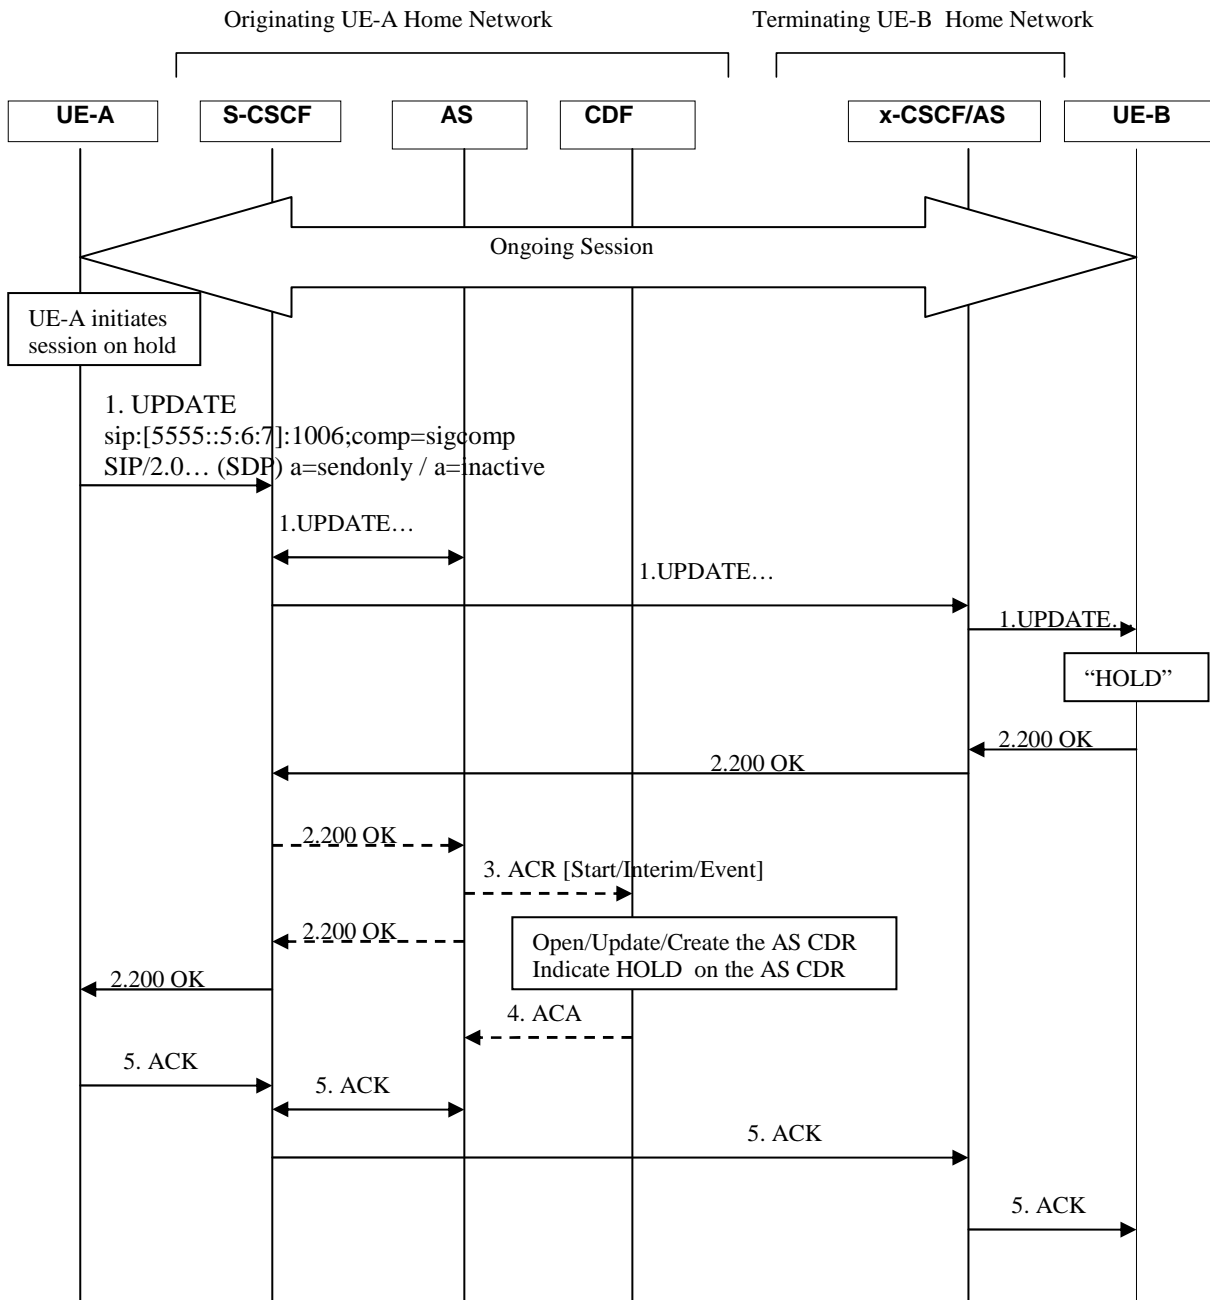 Originating UE-A Home Network
Terminating UE-B  Home Network
UE-A
S-CSCF
AS
CDF
x-CSCF/AS
UE-B
Ongoing Session
UE-A initiates
session on hold
1. UPDATE
sip:[5555::5:6:7]:1006;comp=sigcomp
SIP/2.0… (SDP) a=sendonly / a=inactive
1.UPDATE…
1.UPDATE…
1.UPDATE…
“HOLD”
2.200 OK
2.200 OK
2.200 OK
3. ACR [Start/Interim/Event]
2.200 OK
Open/Update/Create the AS CDR
Indicate HOLD  on the AS CDR
2.200 OK
4. ACA
5. ACK
5. ACK
5. ACK
5. ACK